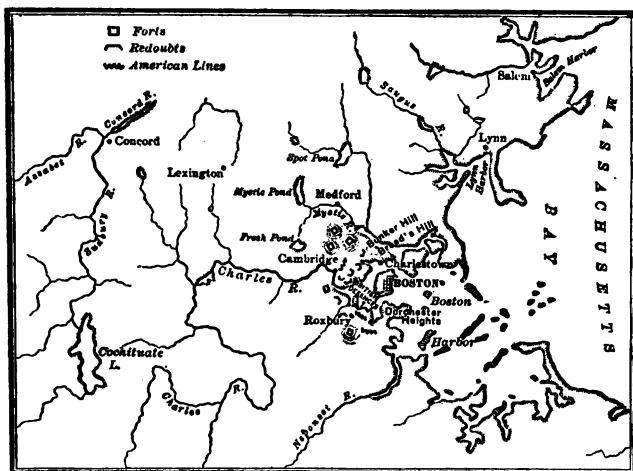 Forts
Redoubts
American Lines
Salem
Salem Harbor
Saugus R.
Concord R.
Concord
Assabet R.
Lynn
Lynn Harbor
MASSACHUSETTS BAY
Lexington
Spot Pond
Mystic Pond
Medford
Mystic R.
Bunker Hill
Breed's Hill
Sudbury R.
Fresh Pond
Cambridge
Charlestown
Charles R.
BOSTON
Boston Harbor
Dorchester Heights
Roxbury
Cochituate L.
Charles R.
Neponset R.